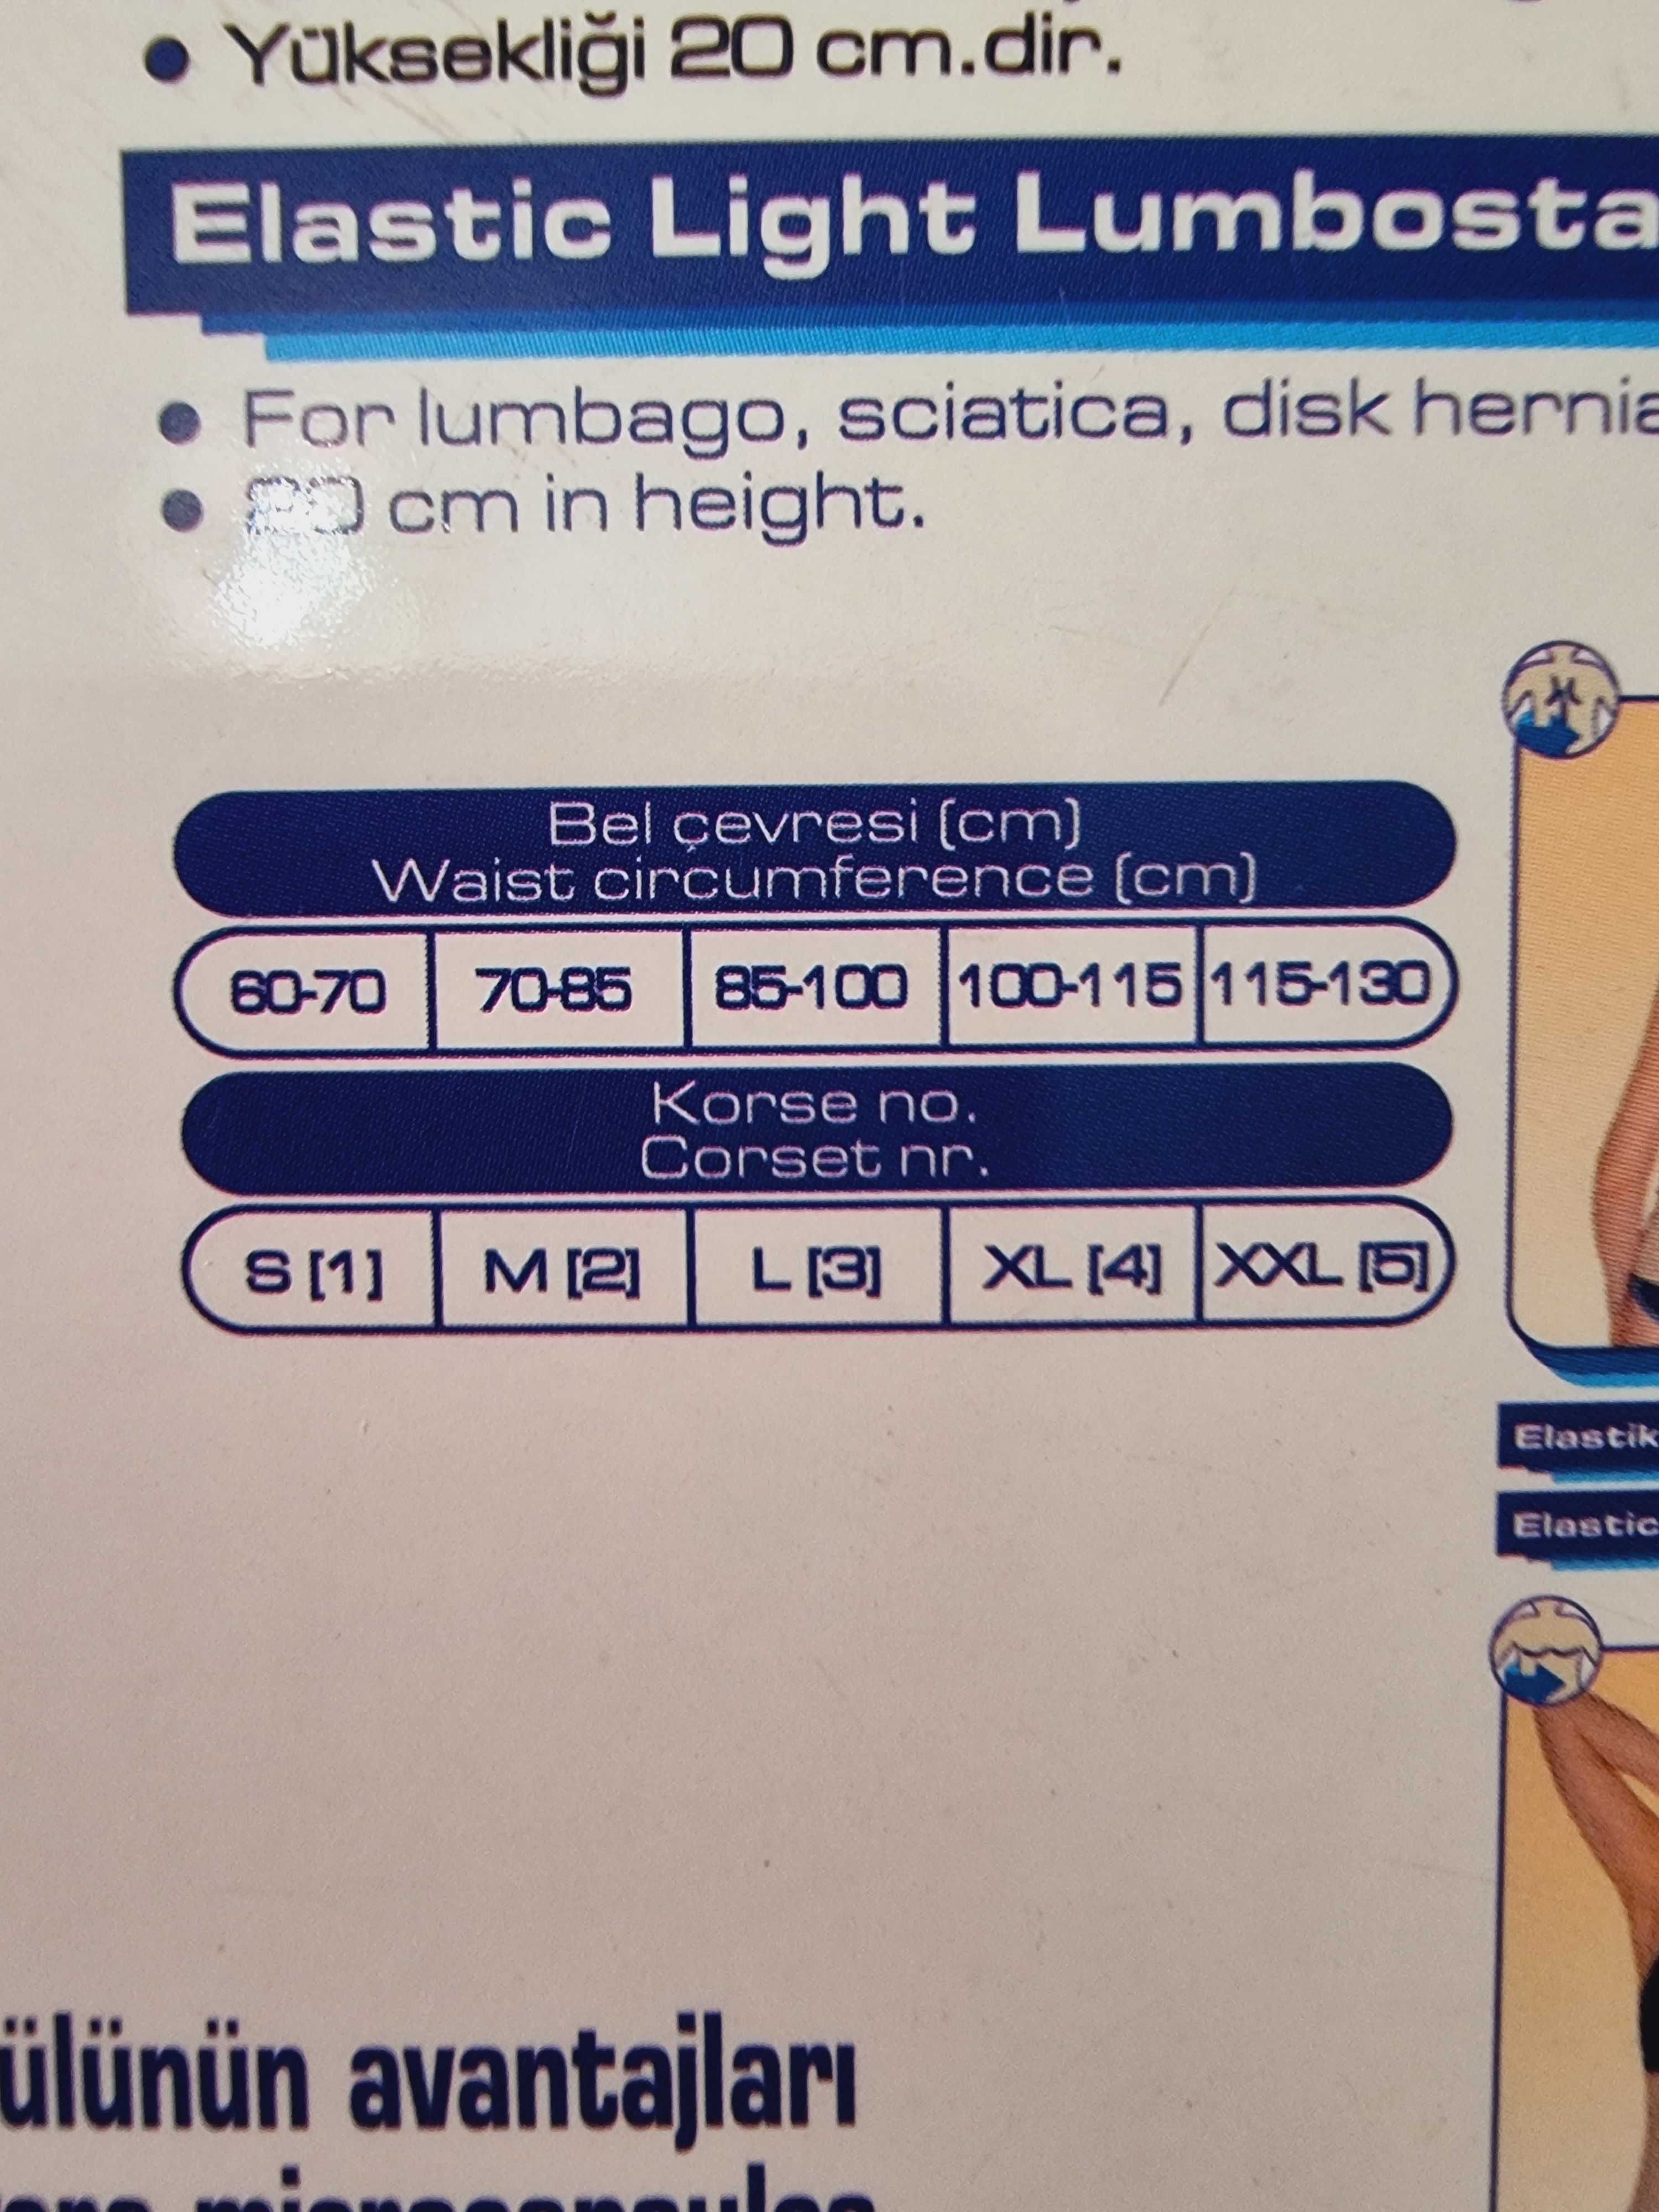 • Yüksekliği 20 cm.dir.
Elastic Light Lumbosta
• For lumbago, sciatica, disk hernia
• 20 cm in height.
Bel çevresi (cm)
Waist circumference (cm)
60-70 70-85 85-100 100-115 115-130
Korse no.
Corset nr.
S [1] M [2] L [3] XL [4] XXL [5]
Elastik
Elastic
ülünün avantajları